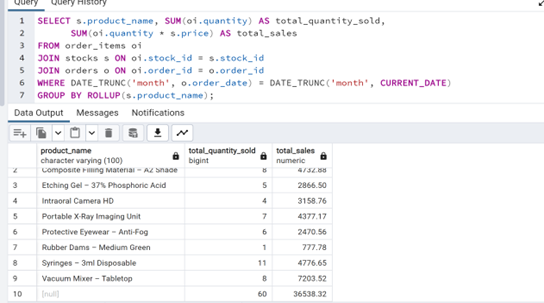 Query Query History
1 SELECT s.product_name, SUM(oi.quantity) AS total_quantity_sold,
2 SUM(oi.quantity * s.price) AS total_sales
3 FROM order_items oi
4 JOIN stocks s ON oi.stock_id = s.stock_id
5 JOIN orders o ON oi.order_id = o.order_id
6 WHERE DATE_TRUNC('month', o.order_date) = DATE_TRUNC('month', CURRENT_DATE)
7 GROUP BY ROLLUP(s.product_name);
Data Output Messages Notifications
product_name total_quantity_sold total_sales
character varying (100) bigint numeric
2 Composite Filling Material – A2 Shade 8 4732.88
3 Etching Gel – 37% Phosphoric Acid 5 2866.50
4 Intraoral Camera HD 4 3158.76
5 Portable X-Ray Imaging Unit 7 4377.17
6 Protective Eyewear – Anti-Fog 6 2470.56
7 Rubber Dams – Medium Green 1 777.78
8 Syringes – 3ml Disposable 11 4776.65
9 Vacuum Mixer – Tabletop 8 7203.52
10 [null] 60 36538.32